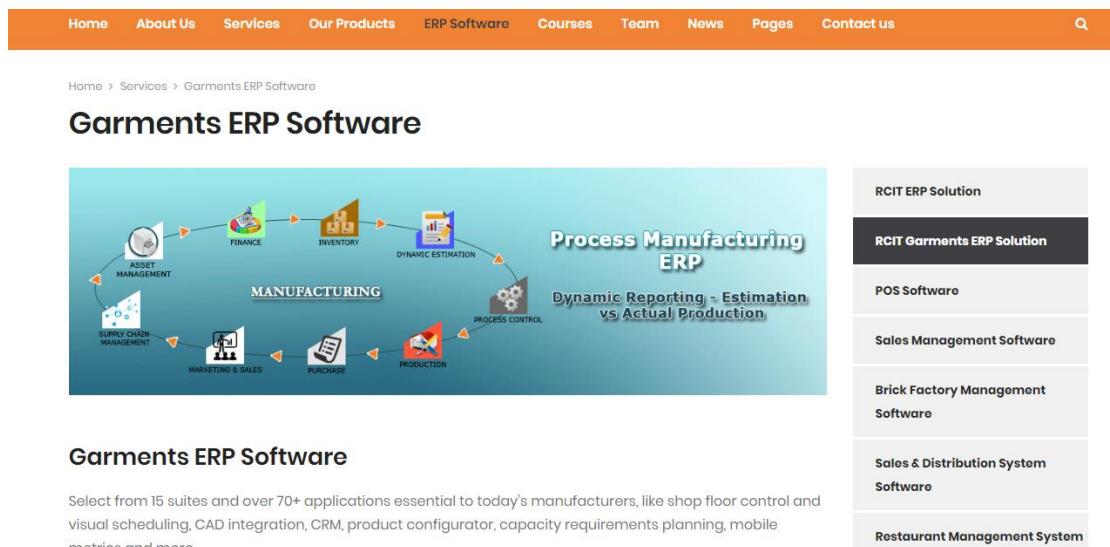 Home About Us Services Our Products ERP Software Courses Team News Pages Contact us
Home > Services > Garments ERP Software
Garments ERP Software
FINANCE
INVENTORY
DYNAMIC ESTIMATION
ASSET
MANAGEMENT
MANUFACTURING
PROCESS CONTROL
SUPPLY CHAIN
MANAGEMENT
MARKETING & SALES
PURCHASE
PRODUCTION
Process Manufacturing
ERP
Dynamic Reporting - Estimation
vs Actual Production
Garments ERP Software
Select from 15 suites and over 70+ applications essential to today's manufacturers, like shop floor control and
visual scheduling, CAD integration, CRM, product configurator, capacity requirements planning, mobile
metrics and more
RCIT ERP Solution
RCIT Garments ERP Solution
POS Software
Sales Management Software
Brick Factory Management
Software
Sales & Distribution System
Software
Restaurant Management System